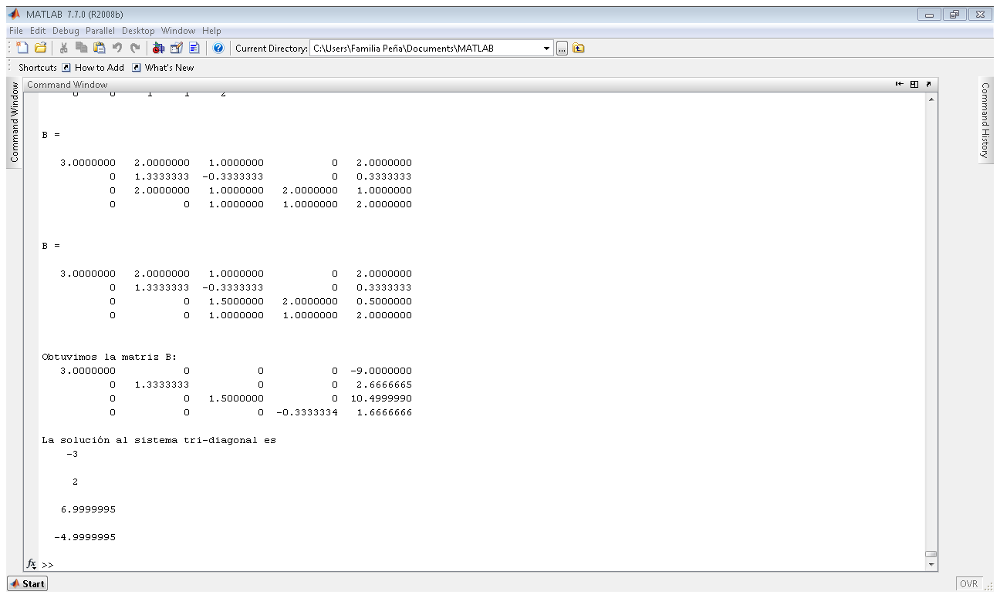 MATLAB 7.7.0 (R2008b)
File Edit Debug Parallel Desktop Window Help
Current Directory: C:\Users\Familia Peña\Documents\MATLAB
...
Shortcuts How to Add What's New
Command Window
Command Window
Command History
0 0 1 1 2
B =
3.0000000 2.0000000 1.0000000 0 2.0000000
0 1.3333333 -0.3333333 0 0.3333333
0 2.0000000 1.0000000 2.0000000 1.0000000
0 0 1.0000000 1.0000000 2.0000000
B =
3.0000000 2.0000000 1.0000000 0 2.0000000
0 1.3333333 -0.3333333 0 0.3333333
0 0 1.5000000 2.0000000 0.5000000
0 0 1.0000000 1.0000000 2.0000000
Obtuvimos la matriz B:
3.0000000 0 0 0 -9.0000000
0 1.3333333 0 0 2.6666665
0 0 1.5000000 0 10.4999990
0 0 0 -0.3333334 1.6666666
La solución al sistema tri-diagonal es
-3
2
6.9999995
-4.9999995
fx >>
Start
OVR